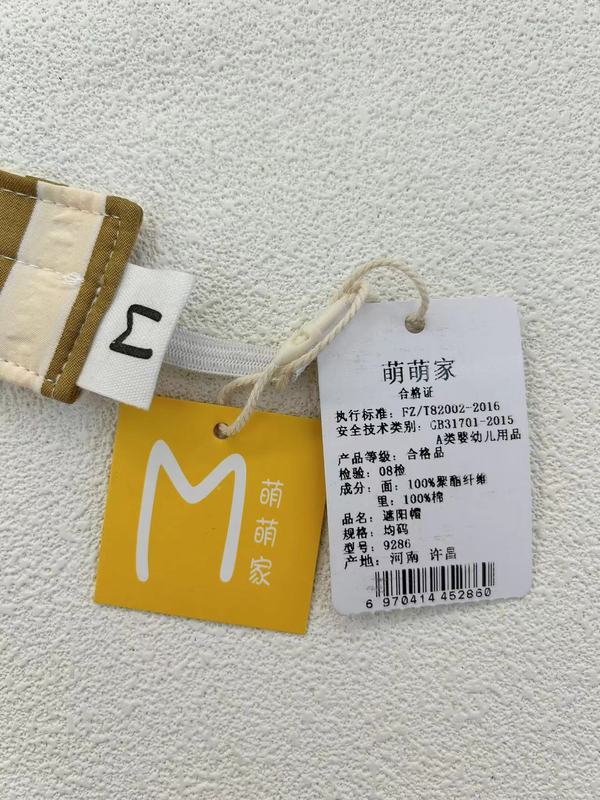 M
M
萌萌家
萌萌家
合格证
执行标准：FZ/T82002-2016
安全技术类别：GB31701-2015
A类婴幼儿用品
产品等级：合格品
检验：08检
成分：面：100%聚酯纤维
里：100%棉
品名：遮阳帽
规格：均码
型号：9286
产地：河南 许昌
6 970414 452860